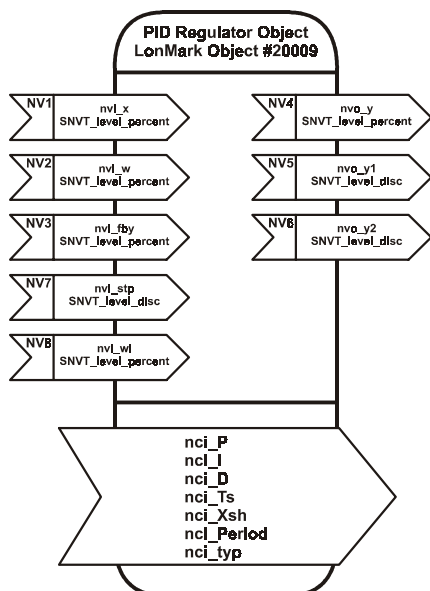 PID Regulator Object
LonMark Object #20009
NV1
nvI_x
SNVT_level_percent
NV4
nvo_y
SNVT_level_percent
NV2
nvI_w
SNVT_level_percent
NV5
nvo_y1
SNVT_level_disc
NV3
nvI_fby
SNVT_level_percent
NV6
nvo_y2
SNVT_level_disc
NV7
nvI_stp
SNVT_level_disc
NV8
nvI_wI
SNVT_level_percent
nci_P
nci_I
nci_D
nci_Ts
nci_Xsh
nci_Period
nci_typ